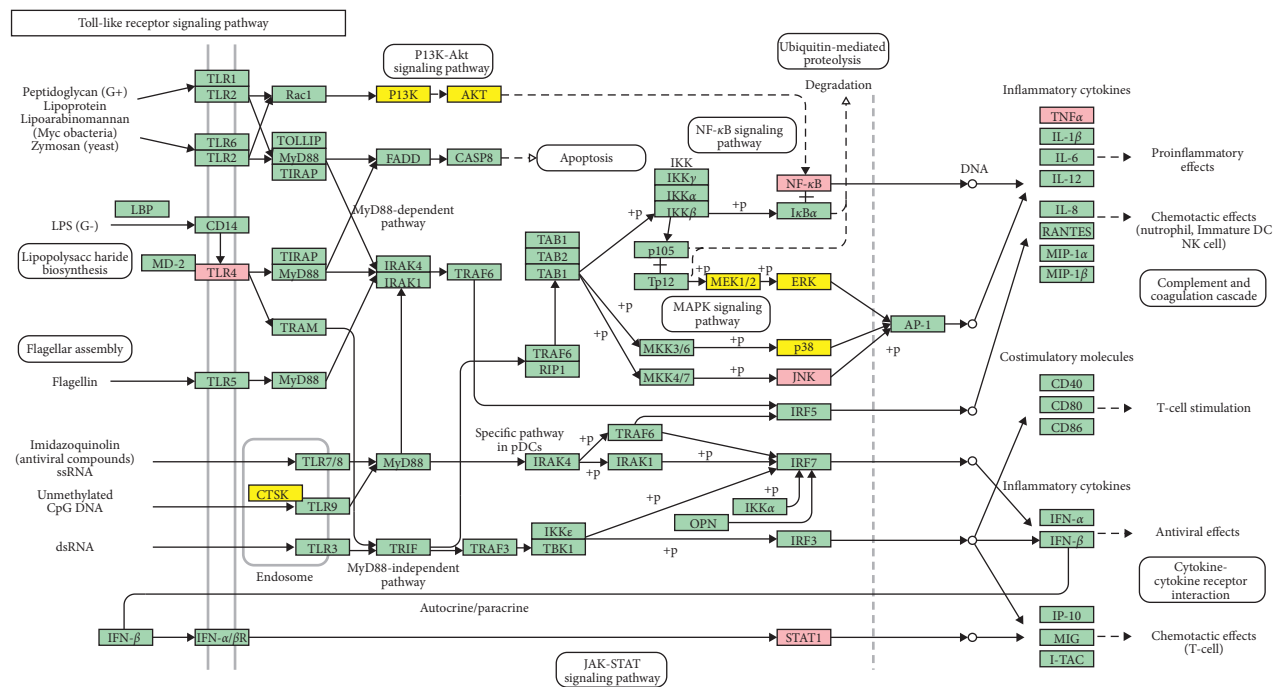 Toll-like receptor signaling pathway
P13K-Akt
signaling pathway
Ubiquitin-mediated
proteolysis
Degradation
Peptidoglycan (G+)
Lipoprotein
Lipoarabinomannan
(Myc obacteria)
Zymosan (yeast)
TLR1
TLR2
Rac1
P13K
AKT
TLR6
TLR2
TOLLIP
MyD88
TIRAP
FADD
CASP8
Apoptosis
NF-κB signaling
pathway
IKK
IKKγ
IKKα
IKKβ
+p
+p
NF-κB
IκBα
DNA
Inflammatory cytokines
TNFα
IL-1β
IL-6
IL-12
Proinflammatory
effects
IL-8
RANTES
MIP-1α
MIP-1β
Chemotactic effects
(nutrophil, Immature DC
NK cell)
Complement and
coagulation cascade
LBP
LPS (G-)
CD14
Lipopolysacc haride
biosynthesis
MD-2
TLR4
TIRAP
MyD88
MyD88-dependent
pathway
IRAK4
IRAK1
TRAF6
TAB1
TAB2
TAB1
p105
Tp12
+p
MEK1/2
+p
ERK
MAPK signaling
pathway
TRAM
AP-1
+p
Flagellar assembly
Flagellin
TLR5
MyD88
TRAF6
RIP1
+p
+p
MKK3/6
+p
p38
MKK4/7
+p
JNK
IRF5
Costimulatory molecules
CD40
CD80
CD86
T-cell stimulation
Imidazoquinolin
(antiviral compounds)
ssRNA
TLR7/8
MyD88
Specific pathway
in pDCs
IRAK4
+p
+p
TRAF6
IRAK1
+p
IRF7
Unmethylated
CpG DNA
CTSK
TLR9
+p
IKKα
+p
OPN
Inflammatory cytokines
IFN-α
IFN-β
Antiviral effects
dsRNA
TLR3
Endosome
TRIF
MyD88-independent
pathway
TRAF3
IKKε
TBK1
+p
IRF3
Cytokine-
cytokine receptor
interaction
Autocrine/paracrine
IFN-β
IFN-α/βR
STAT1
IP-10
MIG
I-TAC
Chemotactic effects
(T-cell)
JAK-STAT
signaling pathway